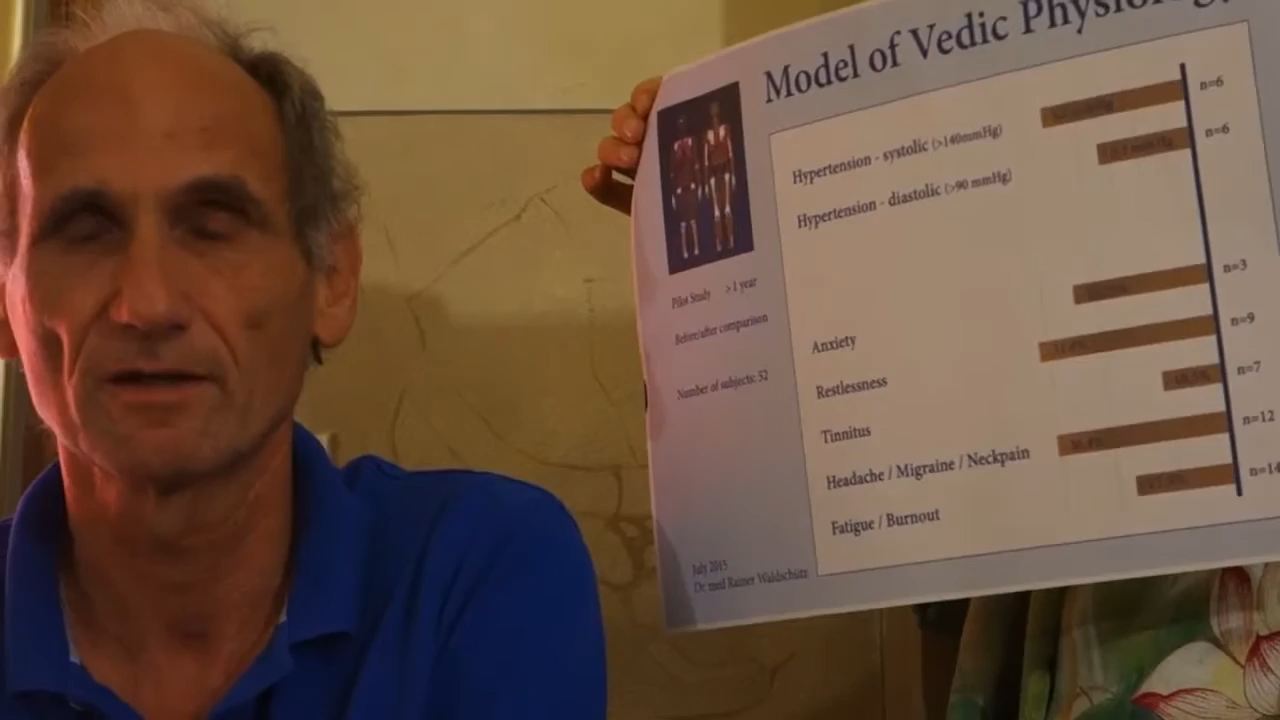 Model of Vedic Physiology
Hypertension - systolic (>140mmHg)
n=6
Hypertension - diastolic (>90 mmHg)
n=6
n=3
Anxiety
n=9
Restlessness
n=7
Tinnitus
n=12
Headache / Migraine / Neckpain
n=14
Fatigue / Burnout
Pilot Study > 1 year
Before/after comparison
Number of subjects: 52
July 2015
Dr. med Rainer Waldschütz